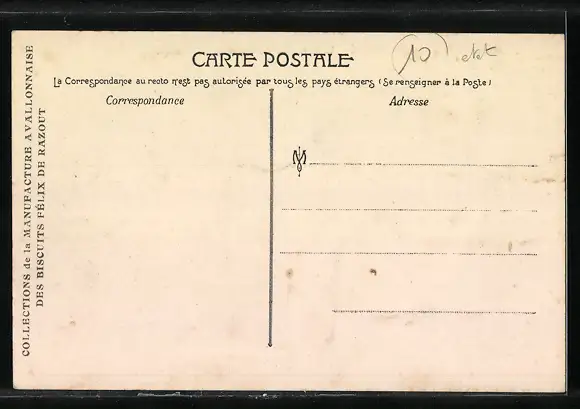 10
CARTE POSTALE
La Correspondance au recto n'est pas autorisée par tous les pays étrangers (Se renseigner à la Poste)
Correspondance
Adresse
M
COLLECTIONS de la MANUFACTURE AVALLONNAISE
DES BISCUITS FÉLIX DE RAZOUT